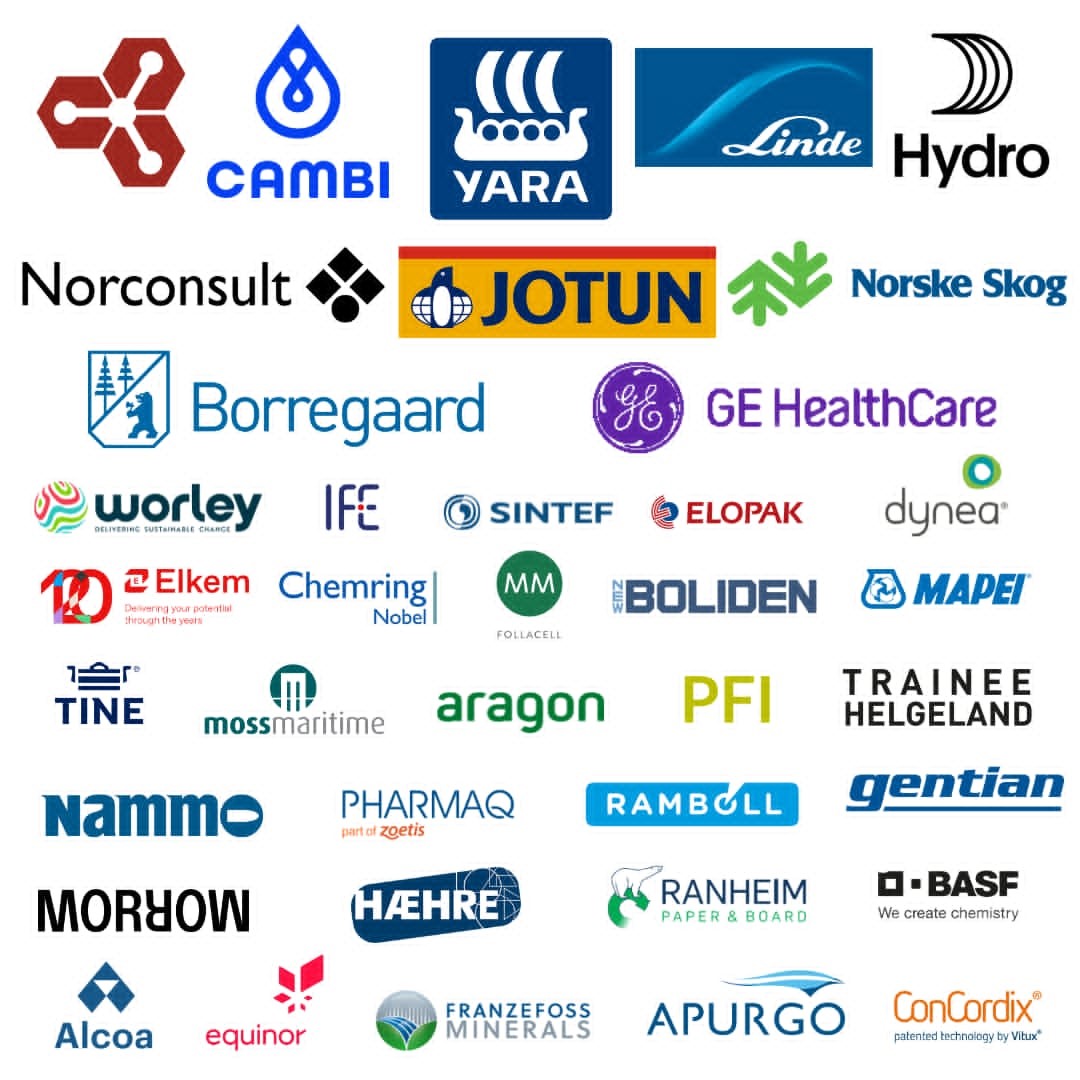 CAMBI
YARA
Linde
Hydro
Norconsult
JOTUN
Norske Skog
Borregaard
GE
GE HealthCare
worley
DELIVERING SUSTAINABLE CHANGE
IFE
SINTEF
ELOPAK
dynea®
120
Elkem
Delivering your potential
through the years
Chemring
Nobel
MM
FOLLACELL
NEW BOLIDEN
MAPEI®
®
TINE
mossmaritime
aragon
PFI
TRAINEE
HELGELAND
Nammo
PHARMAQ
part of zoetis
RAMBOLL
gentian
MORROW
HÆHRE
RANHEIM
PAPER & BOARD
BASF
We create chemistry
Alcoa
equinor
FRANZEFOSS
MINERALS
APURGO
ConCordix®
patented technology by Vitux®